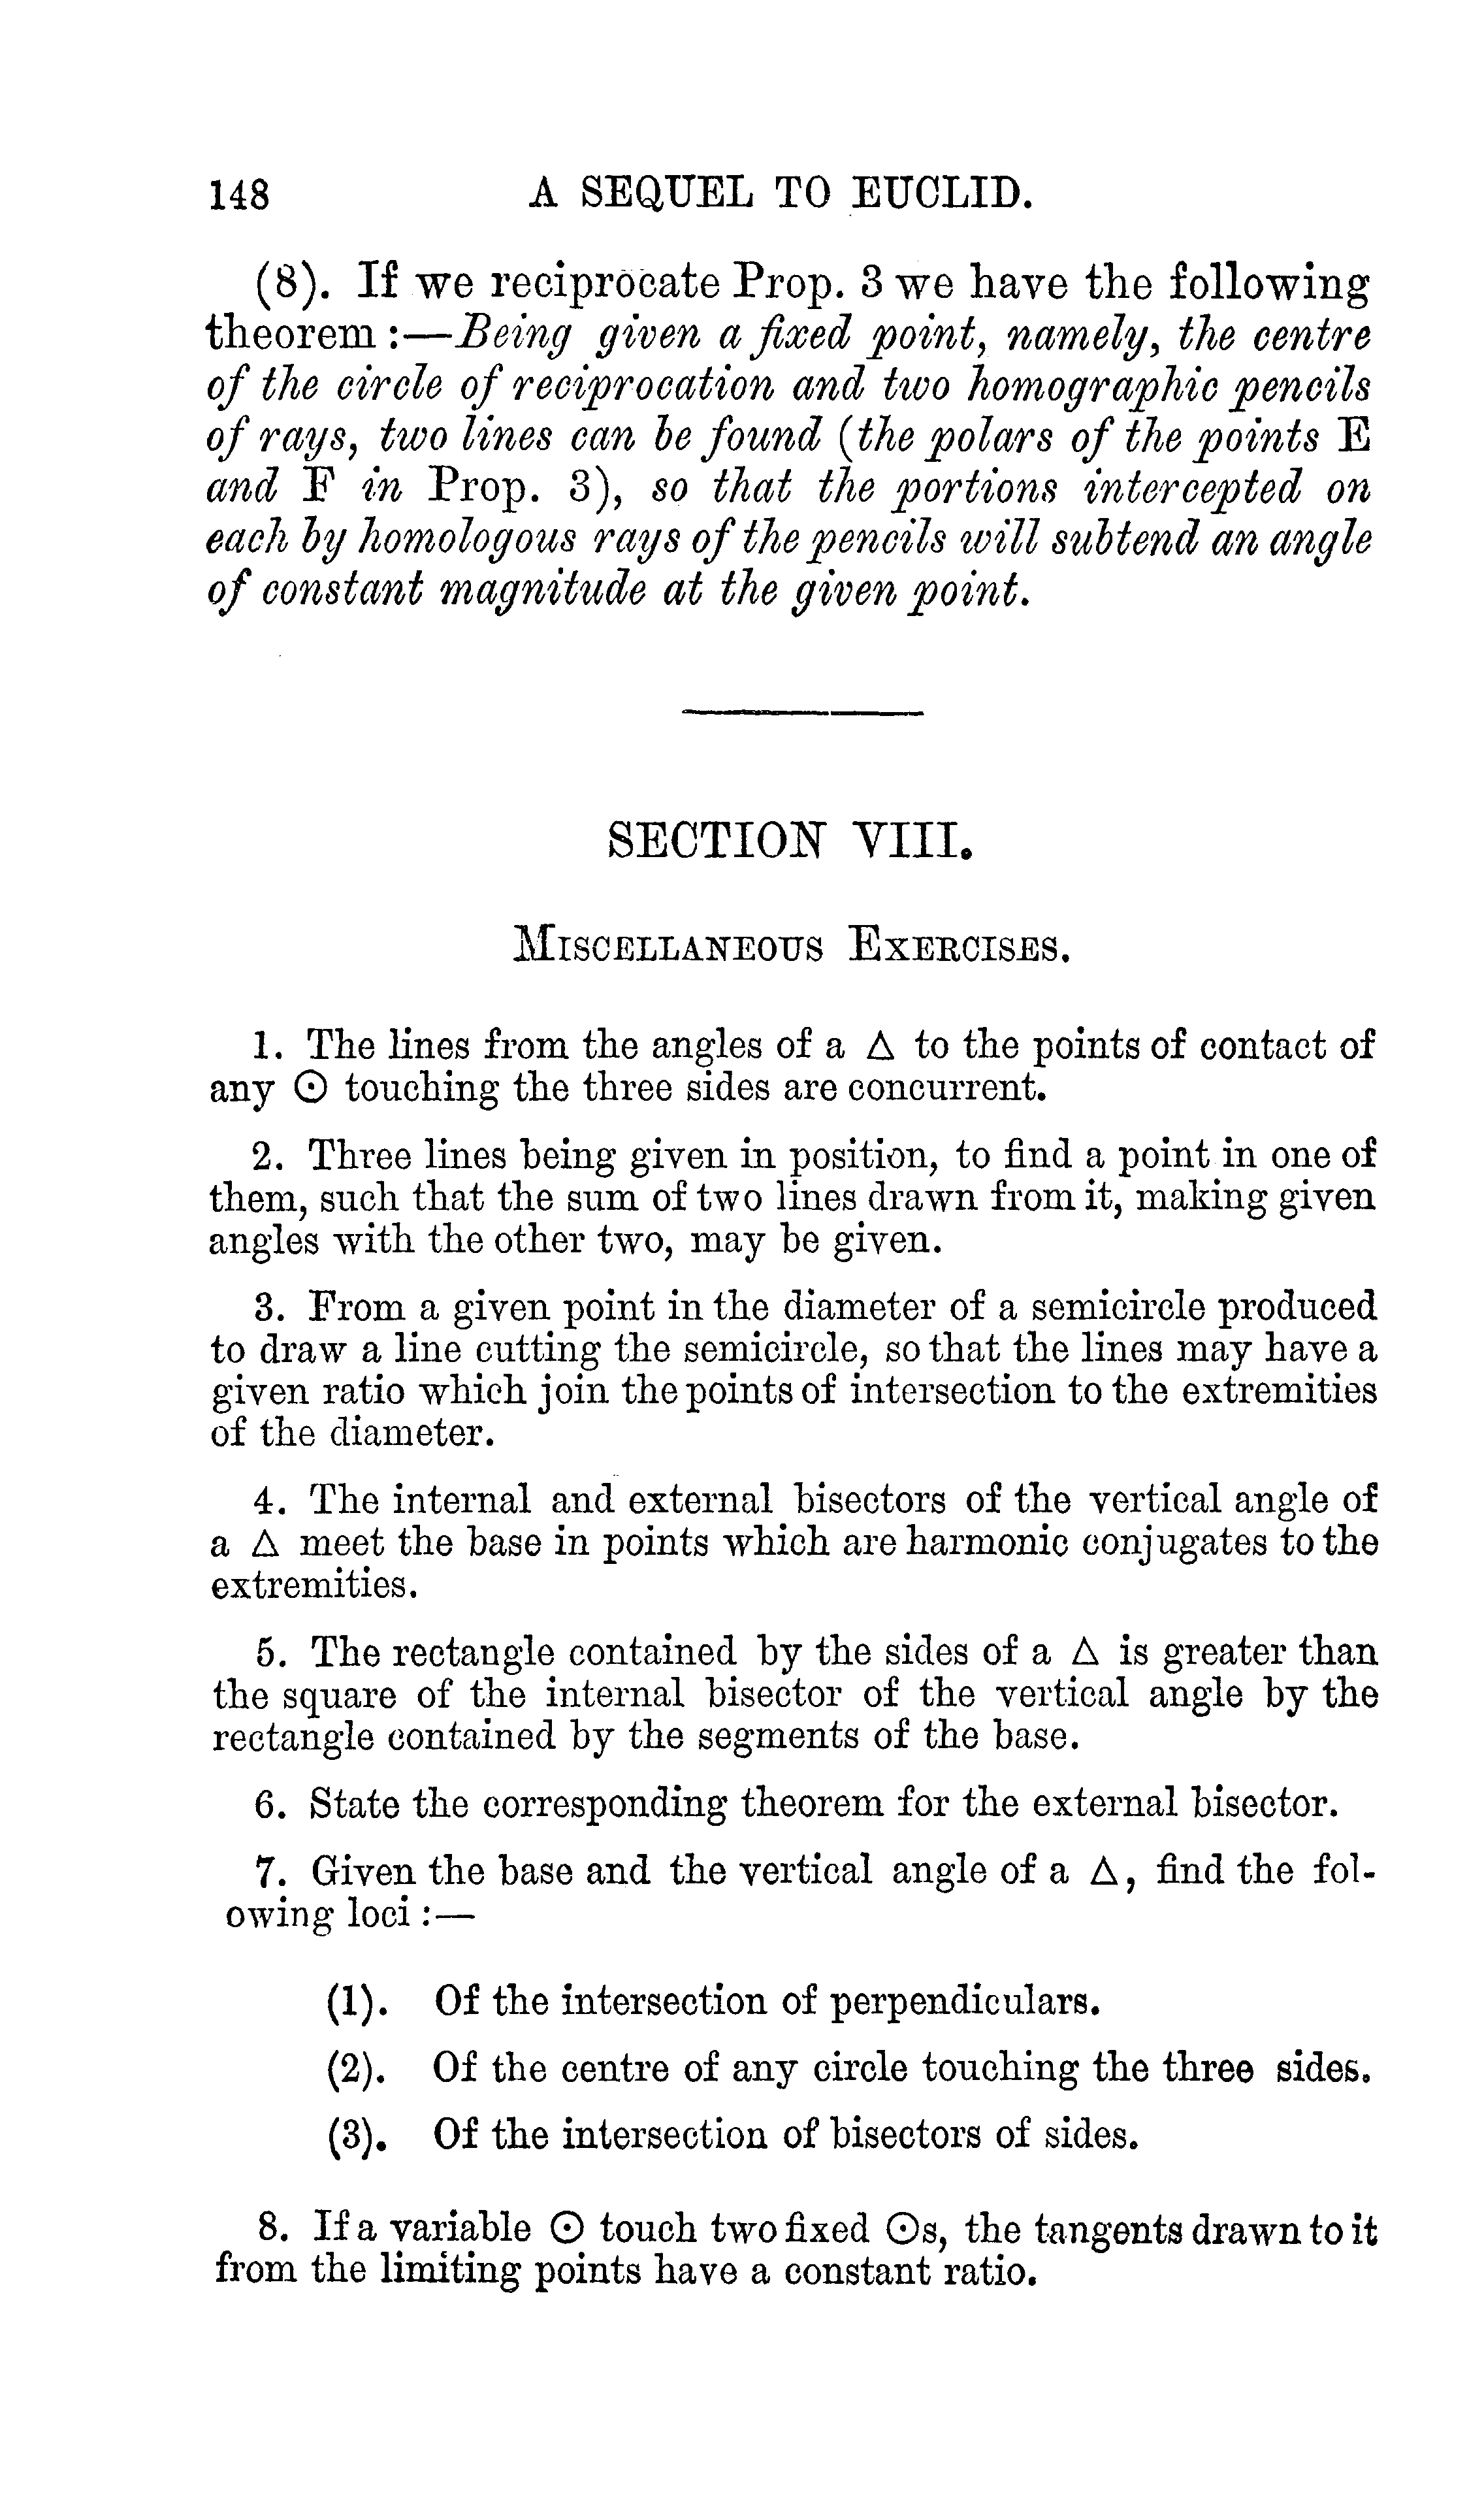 148 A SEQUEL TO EUCLID.
(8). If we reciprocate Prop. 3 we have the following
theorem :—Being given a fixed point, namely, the centre
of the circle of reciprocation and two homographic pencils
of rays, two lines can be found (the polars of the points E
and F in Prop. 3), so that the portions intercepted on
each by homologous rays of the pencils will subtend an angle
of constant magnitude at the given point.
SECTION VIII.
Miscellaneous Exercises.
1. The lines from the angles of a △ to the points of contact of
any ⊙ touching the three sides are concurrent.
2. Three lines being given in position, to find a point in one of
them, such that the sum of two lines drawn from it, making given
angles with the other two, may be given.
3. From a given point in the diameter of a semicircle produced
to draw a line cutting the semicircle, so that the lines may have a
given ratio which join the points of intersection to the extremities
of the diameter.
4. The internal and external bisectors of the vertical angle of
a △ meet the base in points which are harmonic conjugates to the
extremities.
5. The rectangle contained by the sides of a △ is greater than
the square of the internal bisector of the vertical angle by the
rectangle contained by the segments of the base.
6. State the corresponding theorem for the external bisector.
7. Given the base and the vertical angle of a △, find the fol-
owing loci :—
(1). Of the intersection of perpendiculars.
(2). Of the centre of any circle touching the three sides.
(3). Of the intersection of bisectors of sides.
8. If a variable ⊙ touch two fixed ⊙s, the tangents drawn to it
from the limiting points have a constant ratio.